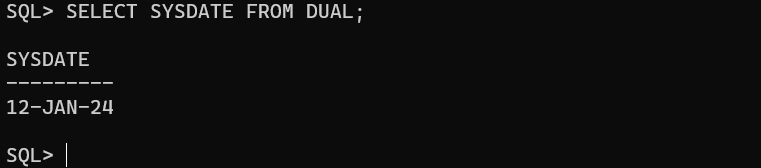 SQL> SELECT SYSDATE FROM DUAL;
SYSDATE
---------
12-JAN-24
SQL>